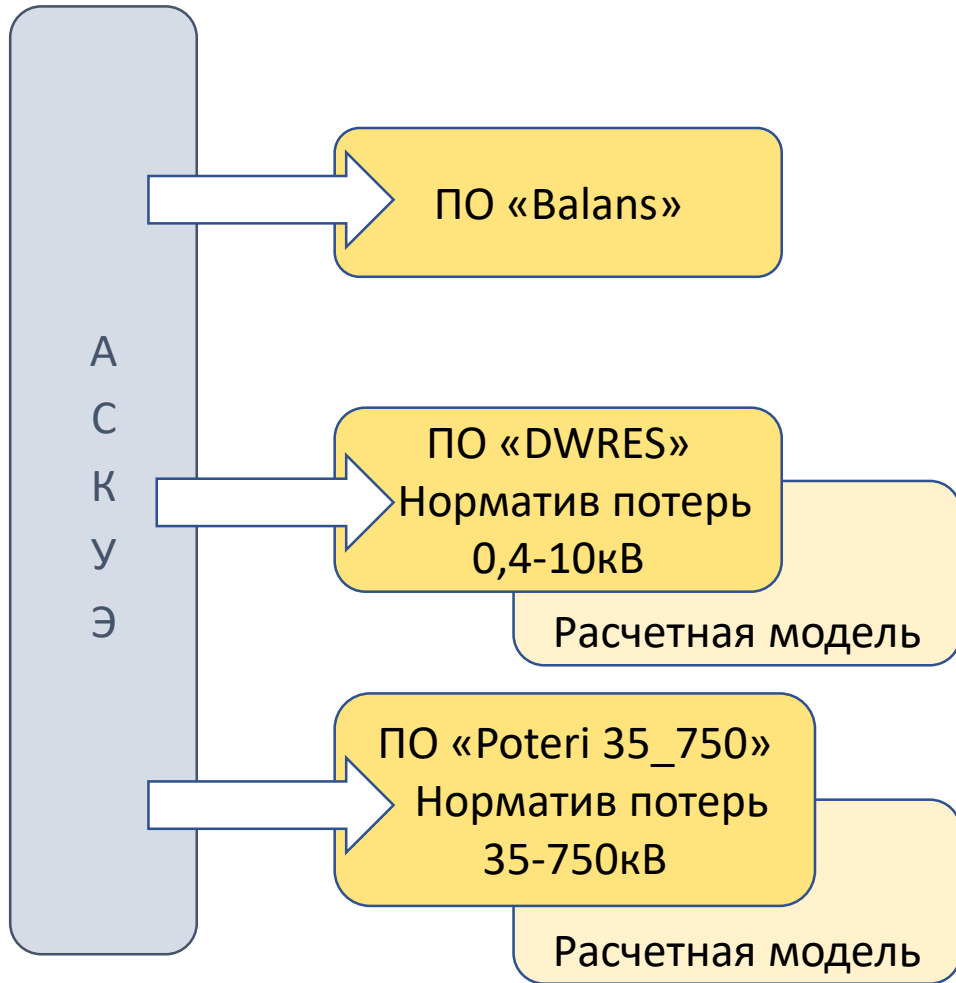 А
С
К
У
Э
ПО «Balans»
ПО «DWRES»
Норматив потерь
0,4-10кВ
Расчетная модель
ПО «Poteri 35_750»
Норматив потерь
35-750кВ
Расчетная модель